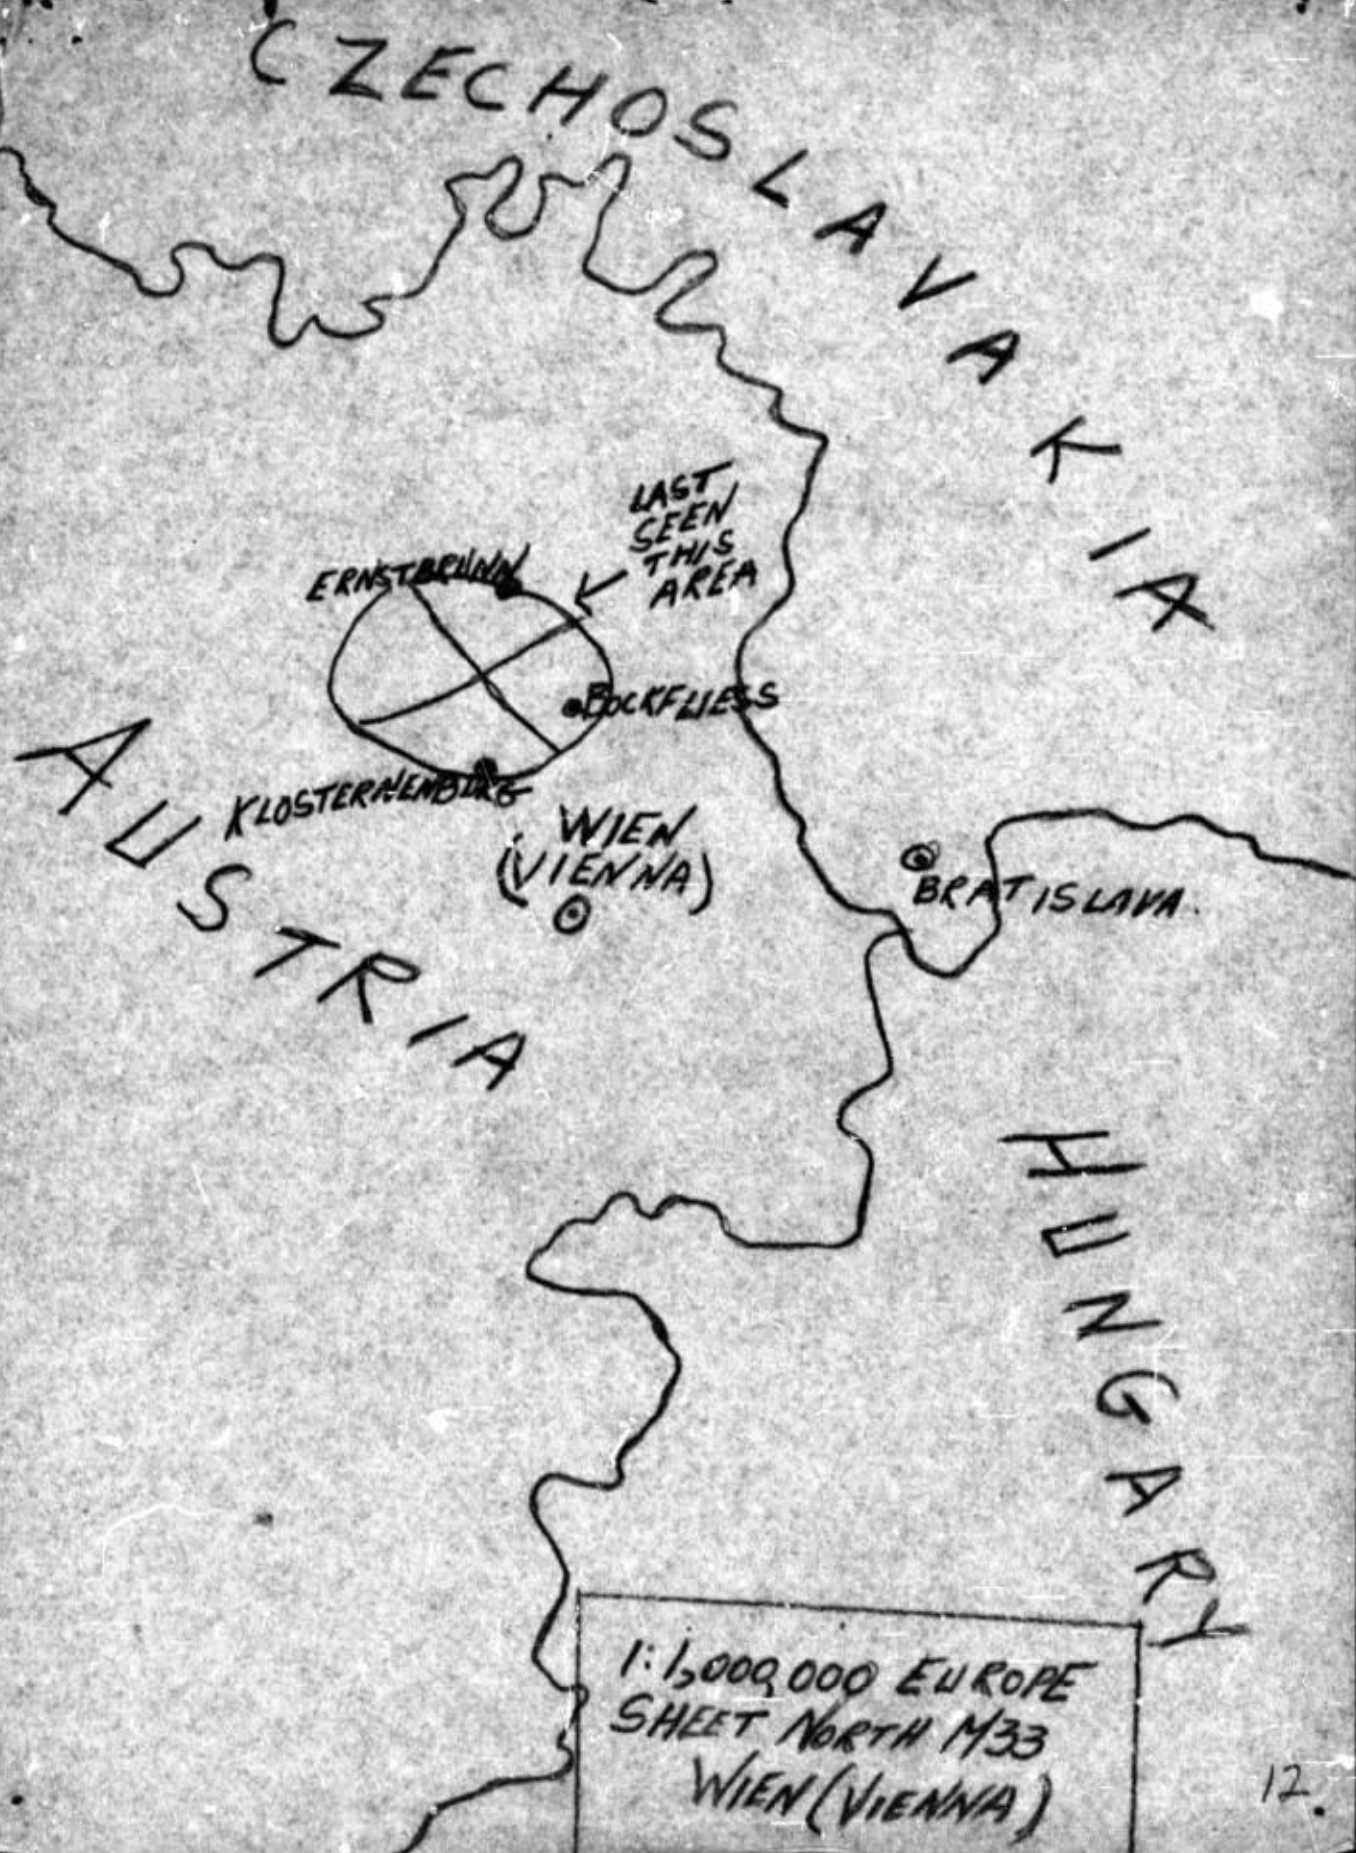 CZECHOSLAVAKIA
LAST
SEEN
THIS
AREA
ERNSTBRUNN
BOCKFLIESS
KLOSTERNEMBURG
WIEN
(VIENNA)
BRATISLAVA.
AUSTRIA
HUNGARY
1:1,000,000 EUROPE
SHEET NORTH M33
WIEN (VIENNA)
12.